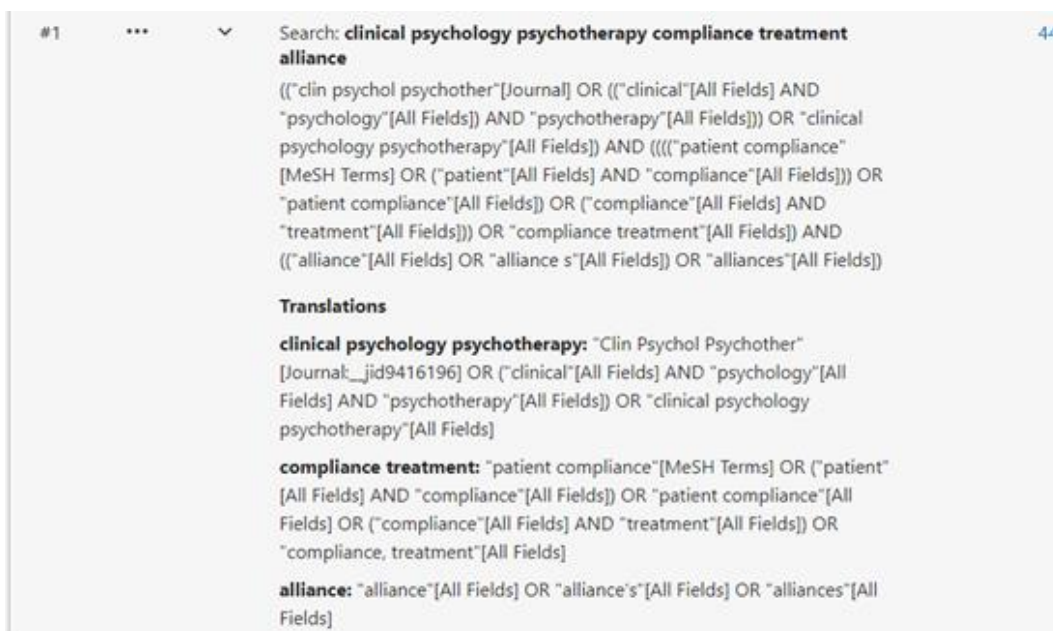 #1 ... Search: clinical psychology psychotherapy compliance treatment 44
alliance
(("clin psychol psychother"[Journal] OR (("clinical"[All Fields] AND
"psychology"[All Fields]) AND "psychotherapy"[All Fields])) OR "clinical
psychology psychotherapy"[All Fields]) AND (((("patient compliance"
[MeSH Terms] OR ("patient"[All Fields] AND "compliance"[All Fields])) OR
"patient compliance"[All Fields]) OR ("compliance"[All Fields] AND
"treatment"[All Fields])) OR "compliance treatment"[All Fields]) AND
(("alliance"[All Fields] OR "alliance s"[All Fields]) OR "alliances"[All Fields])
Translations
clinical psychology psychotherapy: "Clin Psychol Psychother"
[Journal:__jid9416196] OR ("clinical"[All Fields] AND "psychology"[All
Fields] AND "psychotherapy"[All Fields]) OR "clinical psychology
psychotherapy"[All Fields]
compliance treatment: "patient compliance"[MeSH Terms] OR ("patient"
[All Fields] AND "compliance"[All Fields]) OR "patient compliance"[All
Fields] OR ("compliance"[All Fields] AND "treatment"[All Fields]) OR
"compliance, treatment"[All Fields]
alliance: "alliance"[All Fields] OR "alliance's"[All Fields] OR "alliances"[All
Fields]